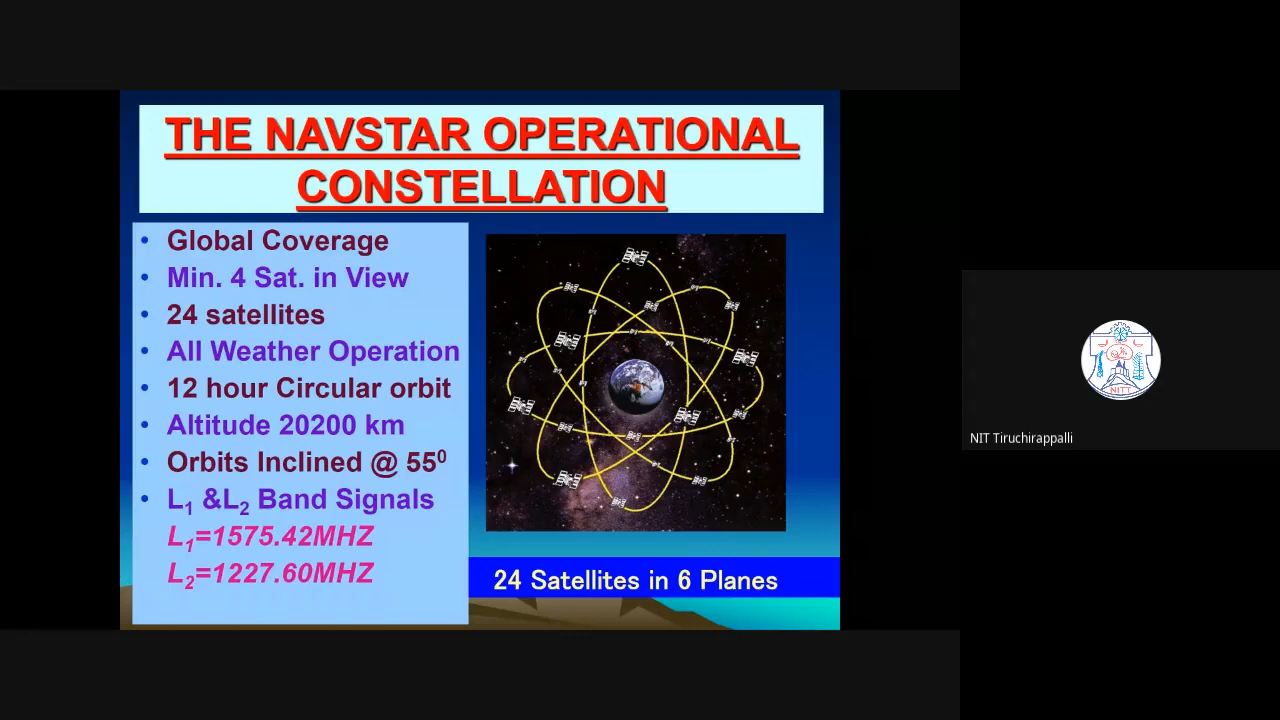 THE NAVSTAR OPERATIONAL
CONSTELLATION
• Global Coverage
• Min. 4 Sat. in View
• 24 satellites
• All Weather Operation
• 12 hour Circular orbit
• Altitude 20200 km
• Orbits Inclined @ 55⁰
• L₁ &L₂ Band Signals
L₁=1575.42MHZ
L₂=1227.60MHZ
24 Satellites in 6 Planes
NITT
NIT Tiruchirappalli